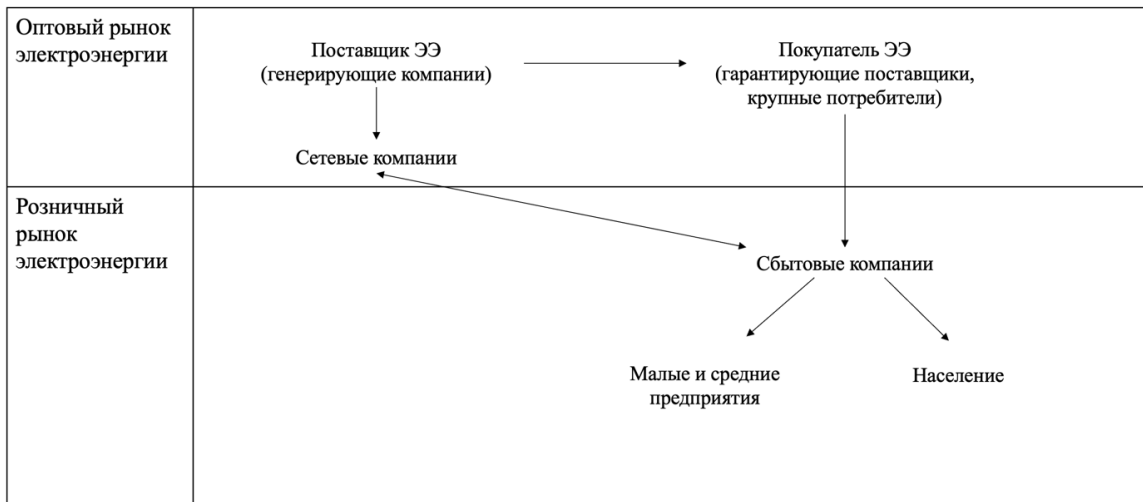 Оптовый рынок
электроэнергии
Поставщик ЭЭ
(генерирующие компании)
Покупатель ЭЭ
(гарантирующие поставщики,
крупные потребители)
Сетевые компании
Розничный
рынок
электроэнергии
Сбытовые компании
Малые и средние
предприятия
Население